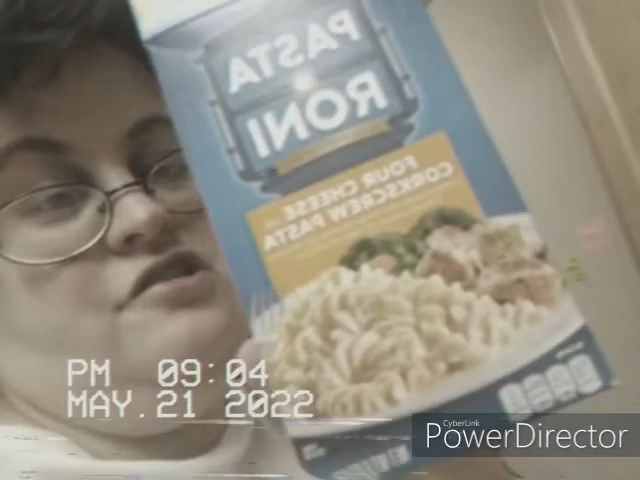 PASTA
RONI
FOUR CHEESE
CORKSCREW PASTA
PM 09:04
MAY.21 2022
CyberLink
PowerDirector